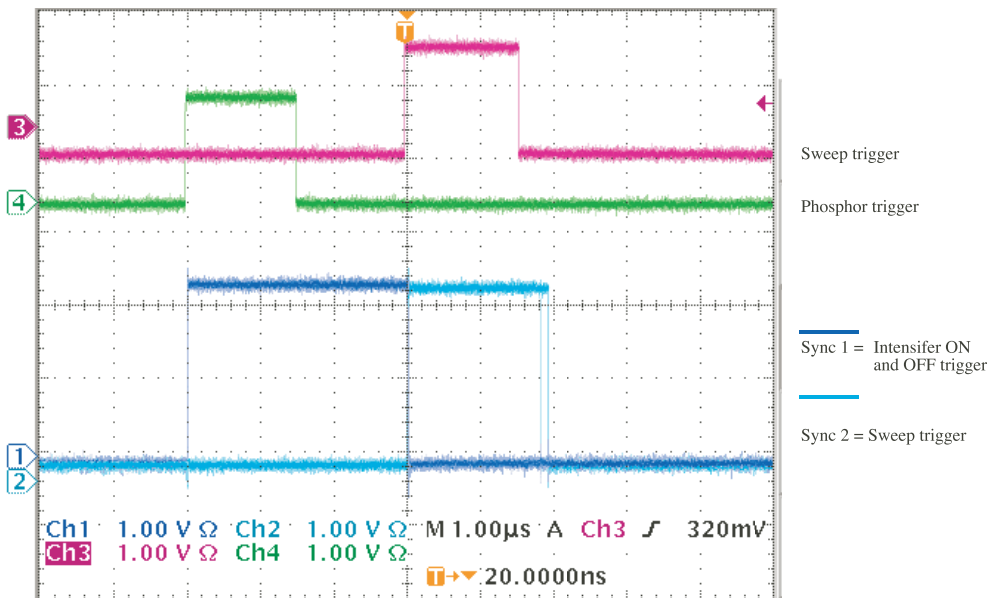 T
3
Sweep trigger
4
Phosphor trigger
Sync 1 = Intensifer ON
and OFF trigger
Sync 2 = Sweep trigger
1
2
Ch1 1.00 V Ω Ch2 1.00 V Ω M 1.00µs A Ch3 ʃ 320mV
Ch3 1.00 V Ω Ch4 1.00 V Ω
T→▼ 20.0000ns